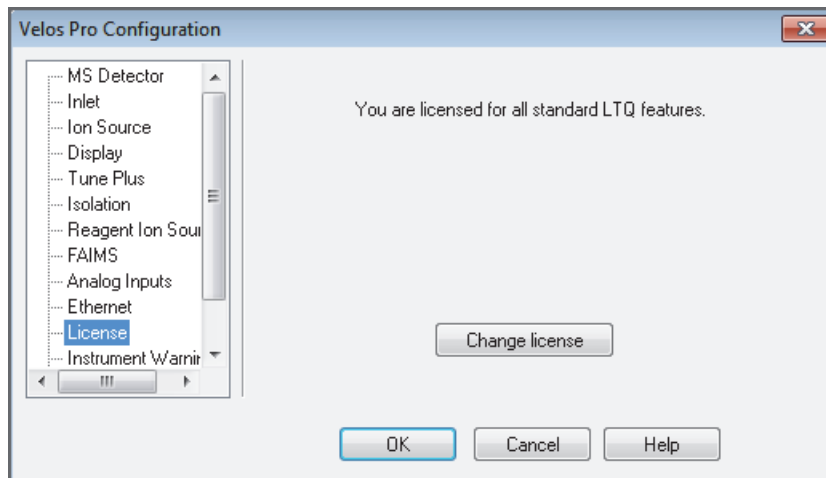 Velos Pro Configuration
MS Detector
Inlet
Ion Source
Display
Tune Plus
Isolation
Reagent Ion Sour
FAIMS
Analog Inputs
Ethernet
License
Instrument Warnin
You are licensed for all standard LTQ features.
Change license
OK
Cancel
Help